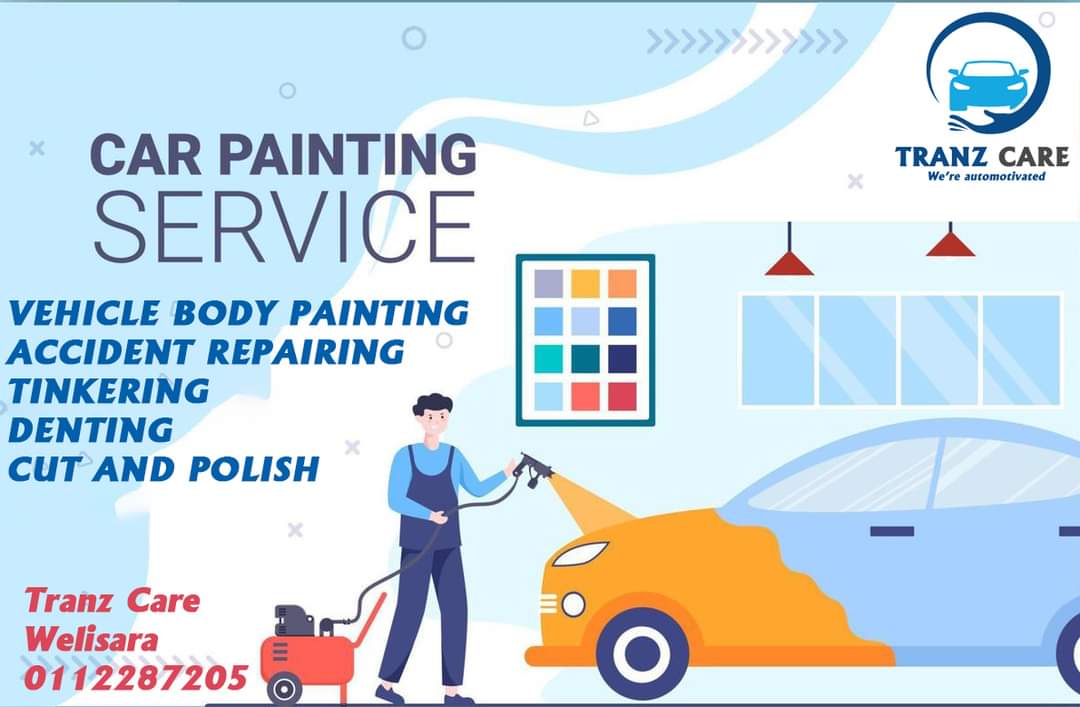 CAR PAINTING
SERVICE
TRANZ CARE
We're automotivated
VEHICLE BODY PAINTING
ACCIDENT REPAIRING
TINKERING
DENTING
CUT AND POLISH
Tranz Care
Welisara
0112287205